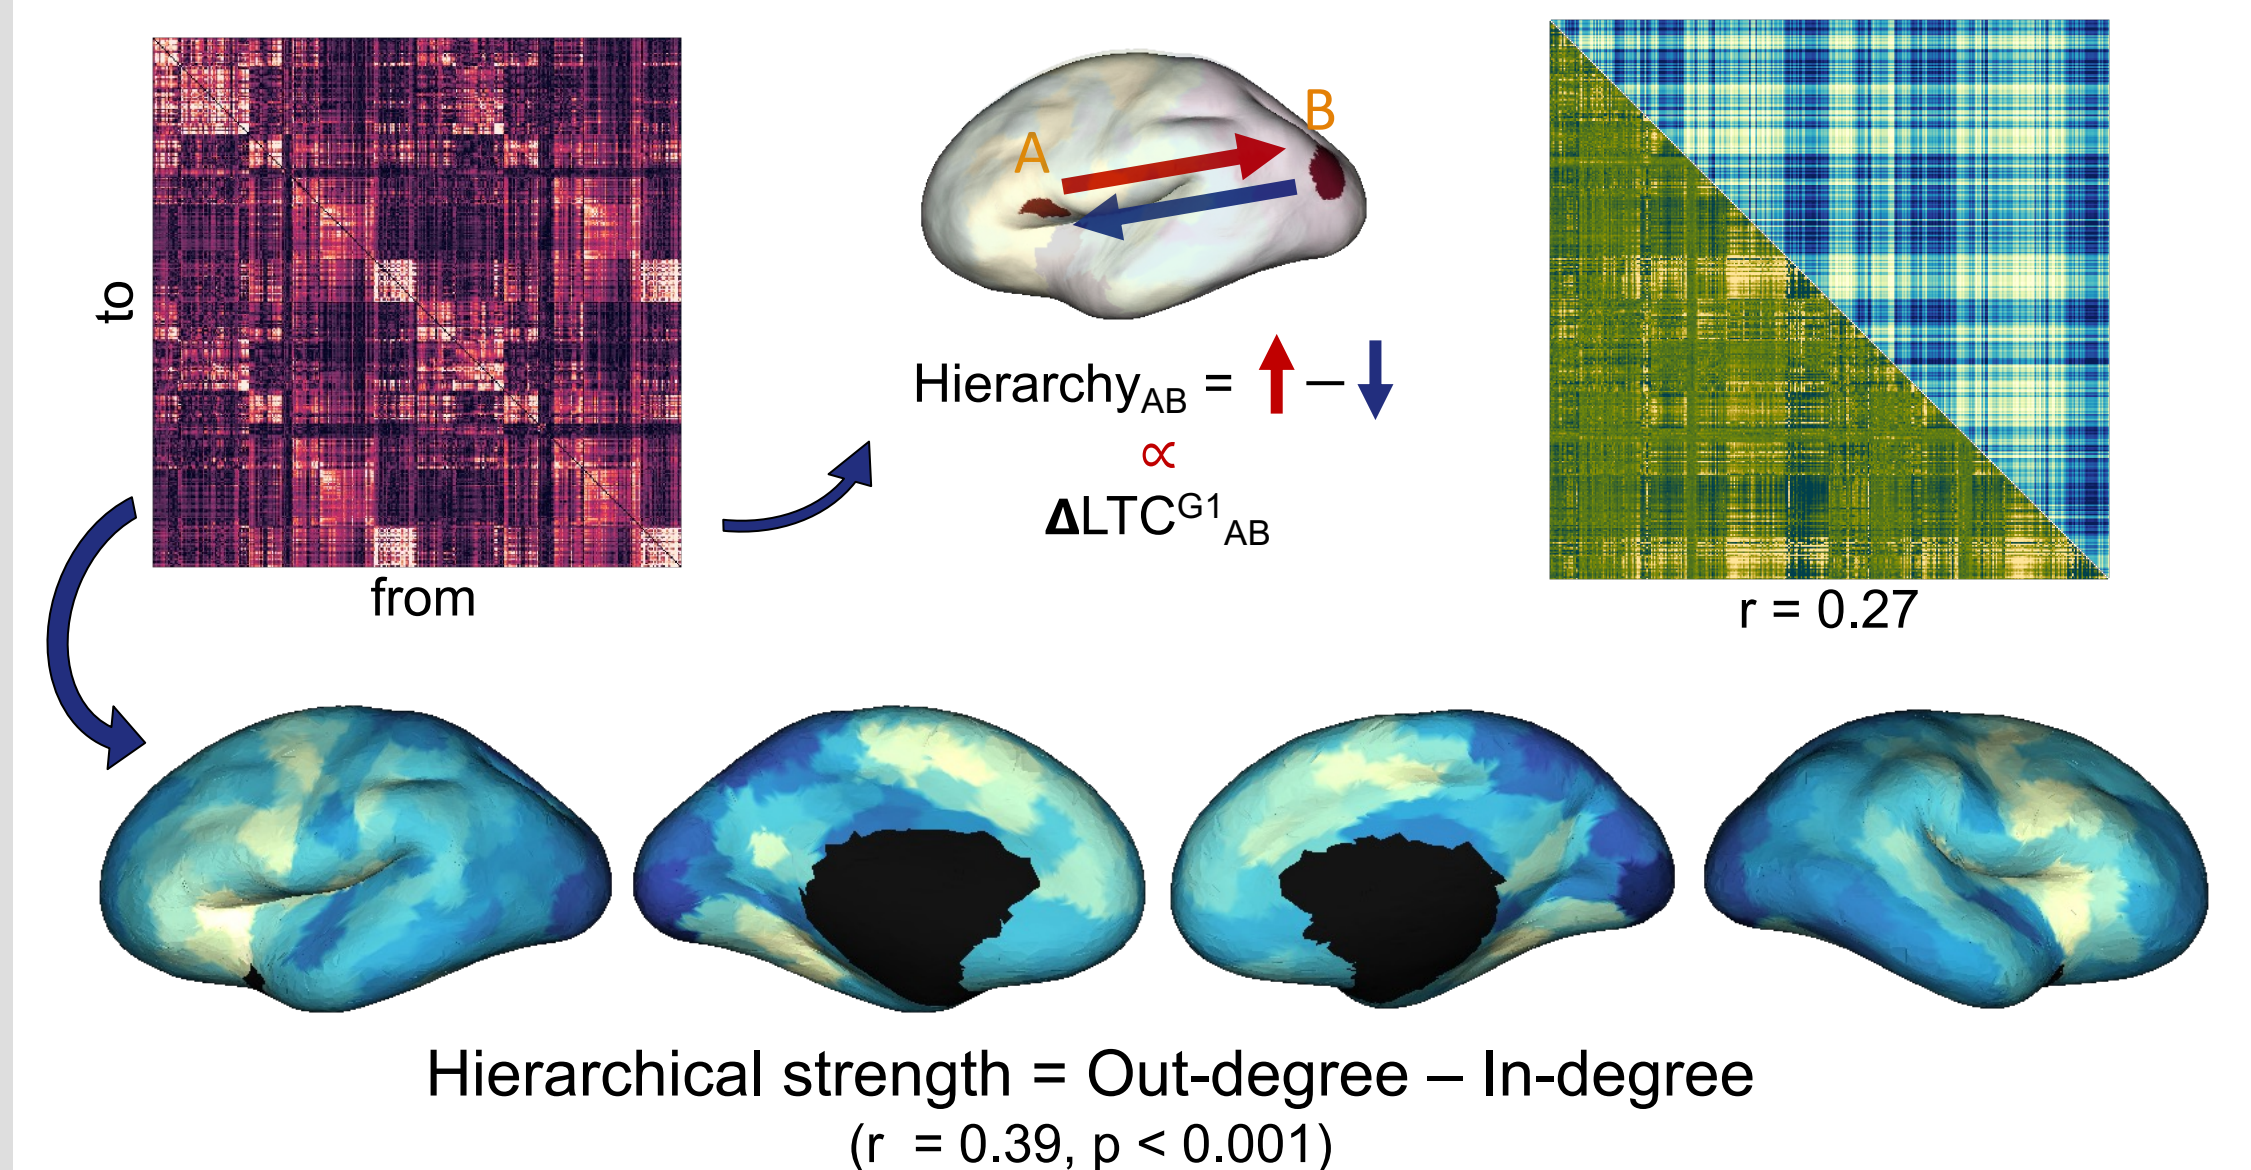 to
from
A
B
Hierarchy_AB = ↑ – ↓
∝
ΔLTC^G1_AB
r = 0.27
Hierarchical strength = Out-degree – In-degree
(r = 0.39, p < 0.001)